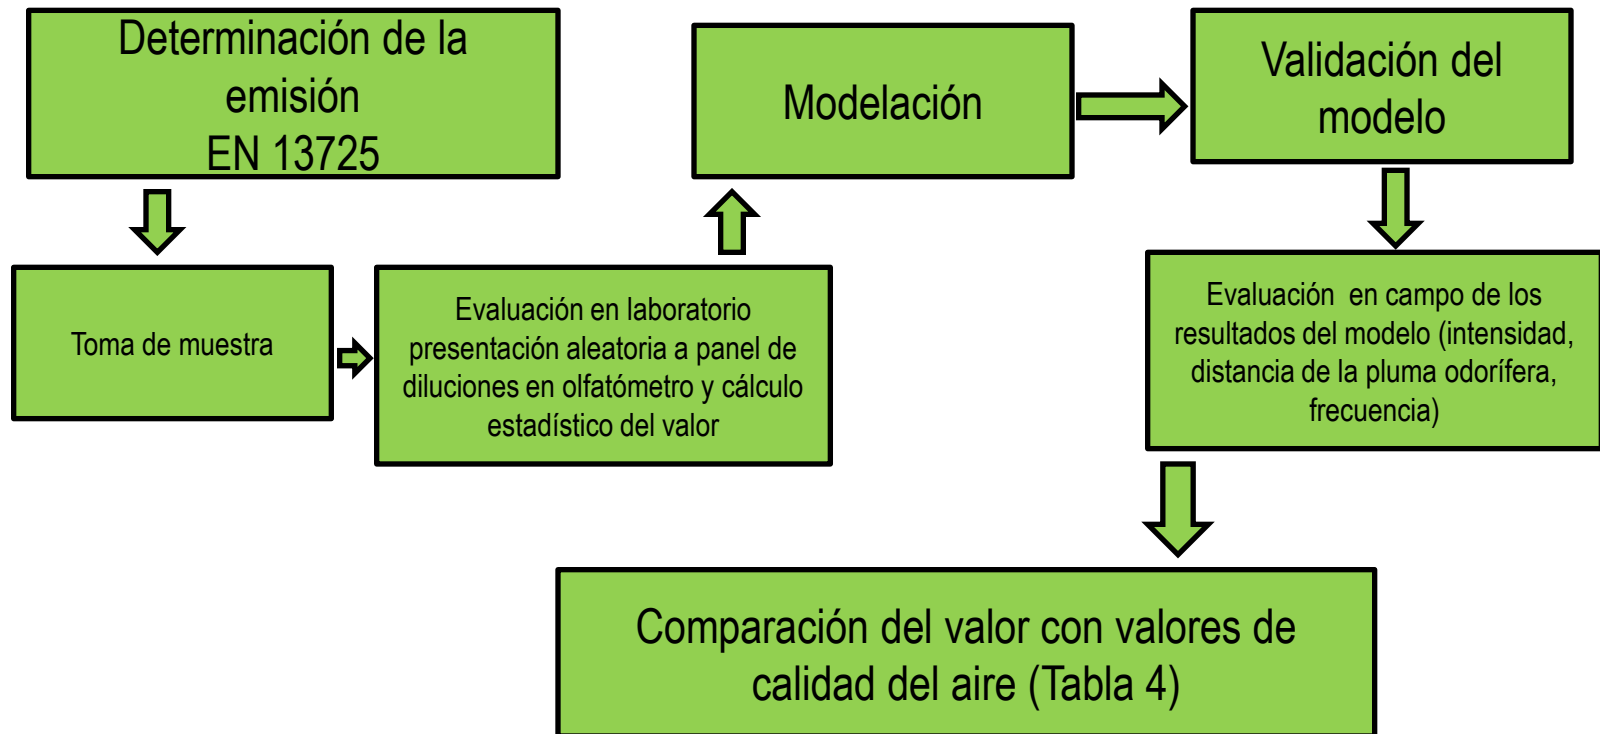 Determinación de la
emisión
EN 13725
Toma de muestra
Evaluación en laboratorio
presentación aleatoria a panel de
diluciones en olfatómetro y cálculo
estadístico del valor
Modelación
Validación del
modelo
Evaluación  en campo de los
resultados del modelo (intensidad,
distancia de la pluma odorífera,
frecuencia)
Comparación del valor con valores de
calidad del aire (Tabla 4)